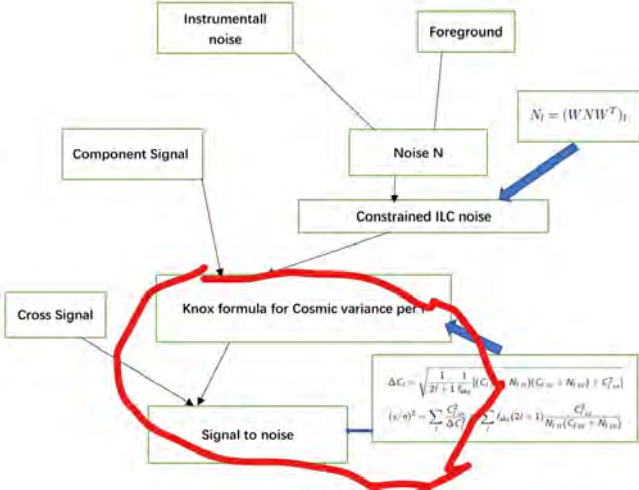 Instrumentall
noise
Foreground
N_l = (WNW^T)_l
Component Signal
Noise N
Constrained ILC noise
Knox formula for Cosmic variance per
Cross Signal
Signal to noise